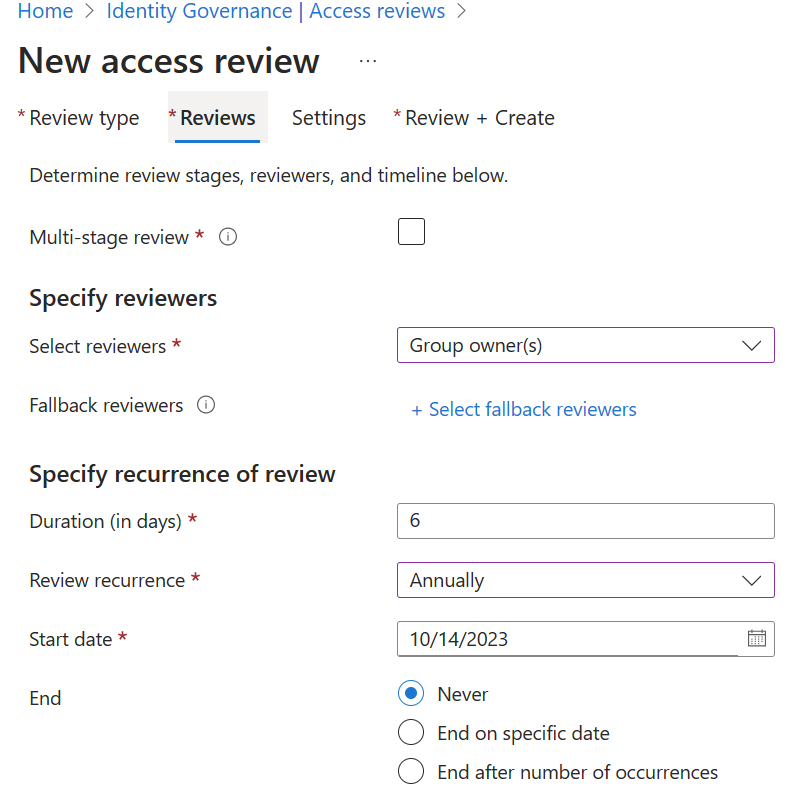 Home > Identity Governance | Access reviews >
New access review ...
* Review type * Reviews Settings * Review + Create
Determine review stages, reviewers, and timeline below.
Multi-stage review *
Specify reviewers
Select reviewers * Group owner(s)
Fallback reviewers + Select fallback reviewers
Specify recurrence of review
Duration (in days) * 6
Review recurrence * Annually
Start date * 10/14/2023
End Never
End on specific date
End after number of occurrences